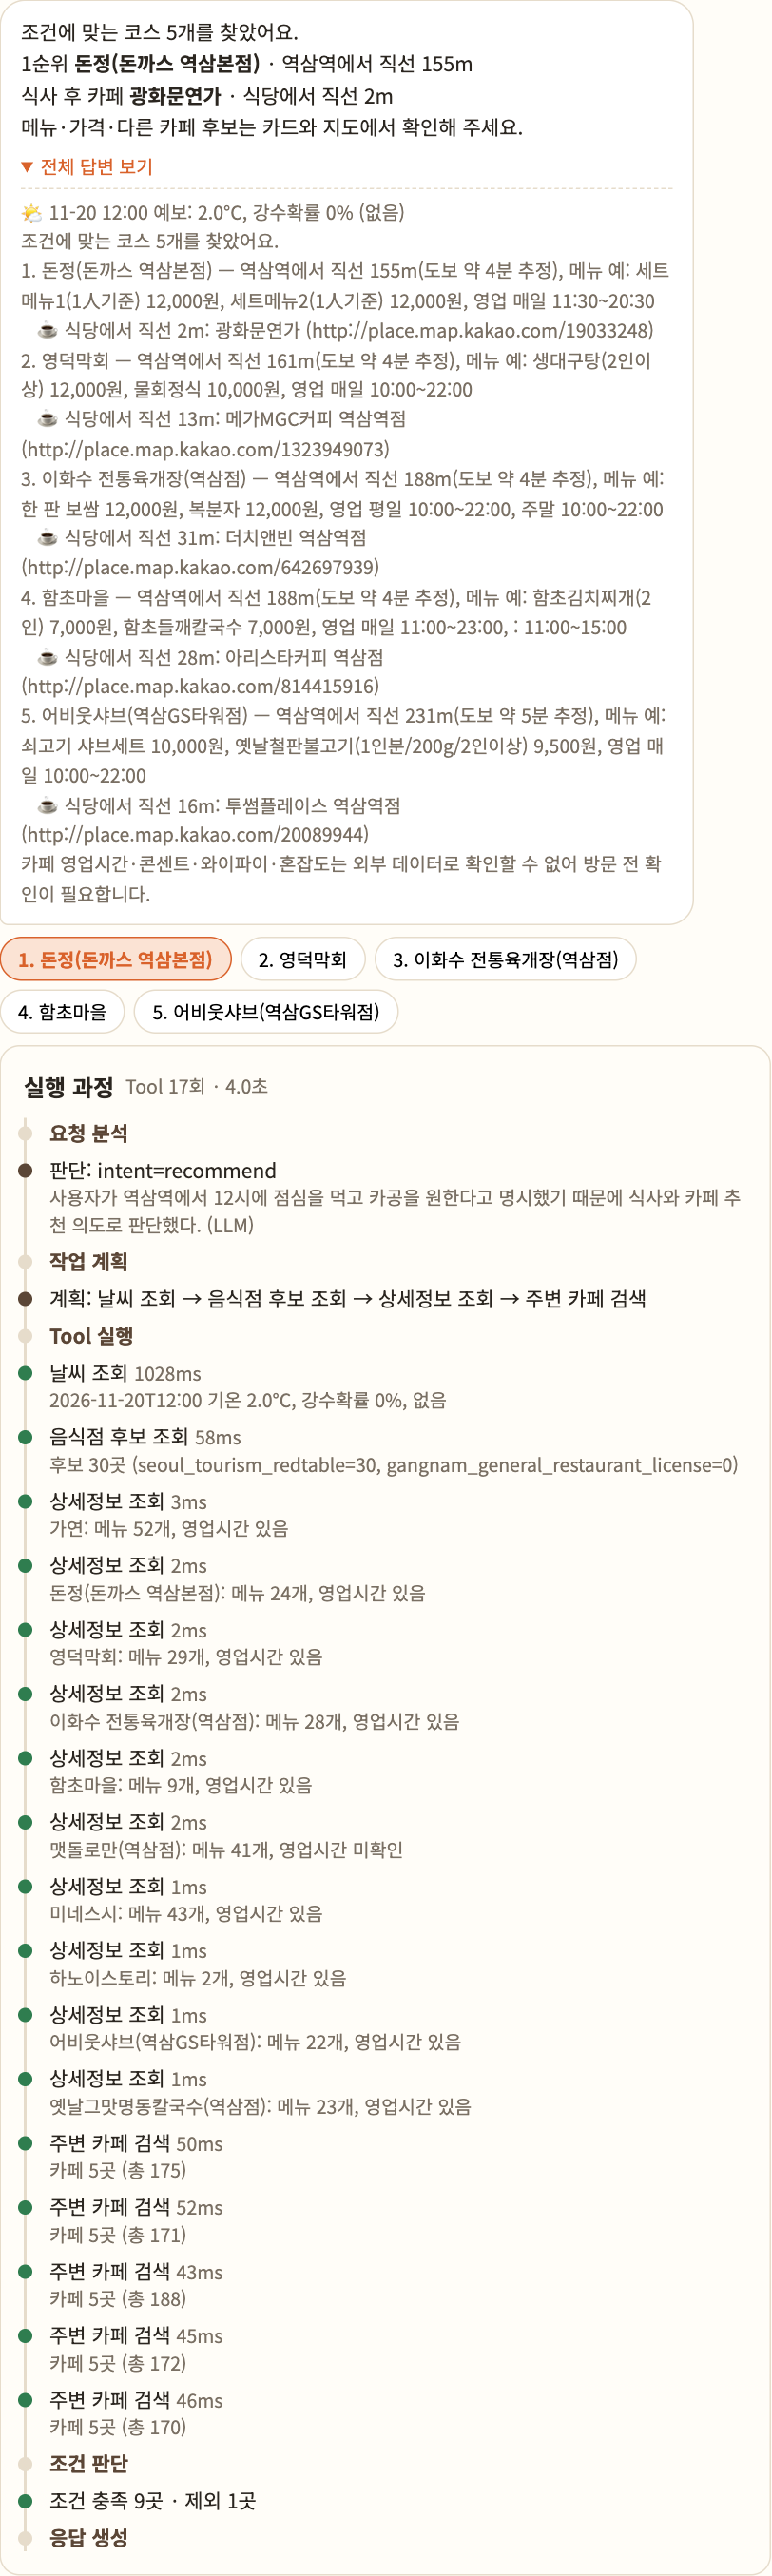 조건에 맞는 코스 5개를 찾았어요.
1순위 돈정(돈까스 역삼본점) · 역삼역에서 직선 155m
식사 후 카페 광화문연가 · 식당에서 직선 2m
메뉴·가격·다른 카페 후보는 카드와 지도에서 확인해 주세요.
▼ 전체 답변 보기
🌤️ 11-20 12:00 예보: 2.0°C, 강수확률 0% (없음)
조건에 맞는 코스 5개를 찾았어요.
1. 돈정(돈까스 역삼본점) — 역삼역에서 직선 155m(도보 약 4분 추정), 메뉴 예: 세트
메뉴1(1人기준) 12,000원, 세트메뉴2(1人기준) 12,000원, 영업 매일 11:30~20:30
☕ 식당에서 직선 2m: 광화문연가 (http://place.map.kakao.com/19033248)
2. 영덕막회 — 역삼역에서 직선 161m(도보 약 4분 추정), 메뉴 예: 생대구탕(2인이
상) 12,000원, 물회정식 10,000원, 영업 매일 10:00~22:00
☕ 식당에서 직선 13m: 메가MGC커피 역삼역점
(http://place.map.kakao.com/1323949073)
3. 이화수 전통육개장(역삼점) — 역삼역에서 직선 188m(도보 약 4분 추정), 메뉴 예:
한 판 보쌈 12,000원, 복분자 12,000원, 영업 평일 10:00~22:00, 주말 10:00~22:00
☕ 식당에서 직선 31m: 더치앤빈 역삼역점
(http://place.map.kakao.com/642697939)
4. 함초마을 — 역삼역에서 직선 188m(도보 약 4분 추정), 메뉴 예: 함초김치찌개(2
인) 7,000원, 함초들깨칼국수 7,000원, 영업 매일 11:00~23:00, : 11:00~15:00
☕ 식당에서 직선 28m: 아리스타커피 역삼점
(http://place.map.kakao.com/814415916)
5. 어비웃샤브(역삼GS타워점) — 역삼역에서 직선 231m(도보 약 5분 추정), 메뉴 예:
쇠고기 샤브세트 10,000원, 옛날철판불고기(1인분/200g/2인이상) 9,500원, 영업 매
일 10:00~22:00
☕ 식당에서 직선 16m: 투썸플레이스 역삼역점
(http://place.map.kakao.com/20089944)
카페 영업시간·콘센트·와이파이·혼잡도는 외부 데이터로 확인할 수 없어 방문 전 확
인이 필요합니다.
1. 돈정(돈까스 역삼본점)
2. 영덕막회
3. 이화수 전통육개장(역삼점)
4. 함초마을
5. 어비웃샤브(역삼GS타워점)
실행 과정 Tool 17회 · 4.0초
요청 분석
판단: intent=recommend
사용자가 역삼역에서 12시에 점심을 먹고 카공을 원한다고 명시했기 때문에 식사와 카페 추
천 의도로 판단했다. (LLM)
작업 계획
계획: 날씨 조회 → 음식점 후보 조회 → 상세정보 조회 → 주변 카페 검색
Tool 실행
날씨 조회 1028ms
2026-11-20T12:00 기온 2.0°C, 강수확률 0%, 없음
음식점 후보 조회 58ms
후보 30곳 (seoul_tourism_redtable=30, gangnam_general_restaurant_license=0)
상세정보 조회 3ms
가연: 메뉴 52개, 영업시간 있음
상세정보 조회 2ms
돈정(돈까스 역삼본점): 메뉴 24개, 영업시간 있음
상세정보 조회 2ms
영덕막회: 메뉴 29개, 영업시간 있음
상세정보 조회 2ms
이화수 전통육개장(역삼점): 메뉴 28개, 영업시간 있음
상세정보 조회 2ms
함초마을: 메뉴 9개, 영업시간 있음
상세정보 조회 2ms
맷돌로만(역삼점): 메뉴 41개, 영업시간 미확인
상세정보 조회 1ms
미네스시: 메뉴 43개, 영업시간 있음
상세정보 조회 1ms
하노이스토리: 메뉴 2개, 영업시간 있음
상세정보 조회 1ms
어비웃샤브(역삼GS타워점): 메뉴 22개, 영업시간 있음
상세정보 조회 1ms
옛날그맛명동칼국수(역삼점): 메뉴 23개, 영업시간 있음
주변 카페 검색 50ms
카페 5곳 (총 175)
주변 카페 검색 52ms
카페 5곳 (총 171)
주변 카페 검색 43ms
카페 5곳 (총 188)
주변 카페 검색 45ms
카페 5곳 (총 172)
주변 카페 검색 46ms
카페 5곳 (총 170)
조건 판단
조건 충족 9곳 · 제외 1곳
응답 생성